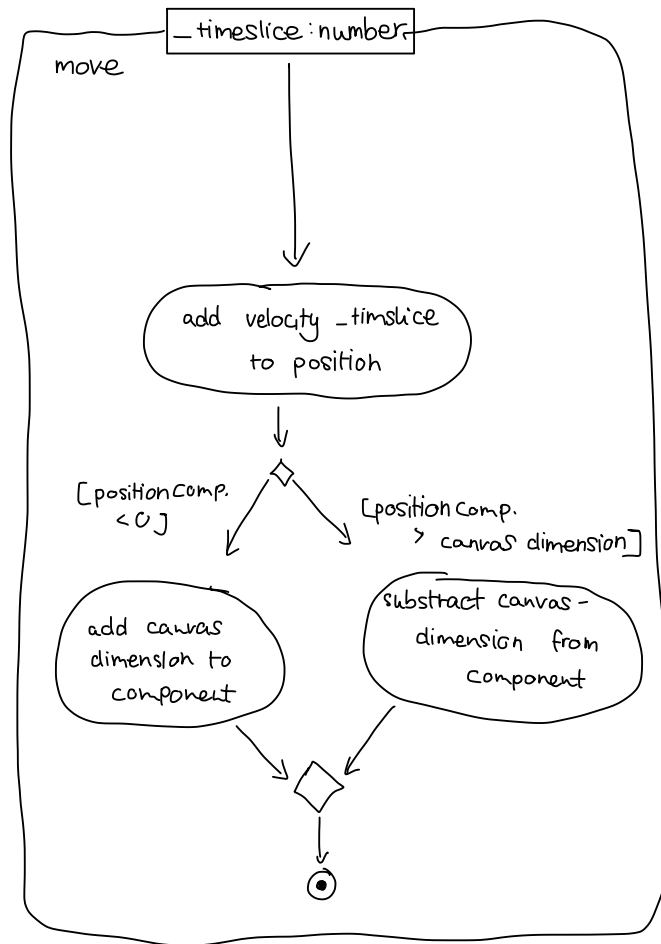 _timeslice:number
move
add velocity _timslice
to position
[position comp.
< 0]
[position comp.
> canvas dimension]
add canvas
dimension to
component
substract canvas-
dimension from
component